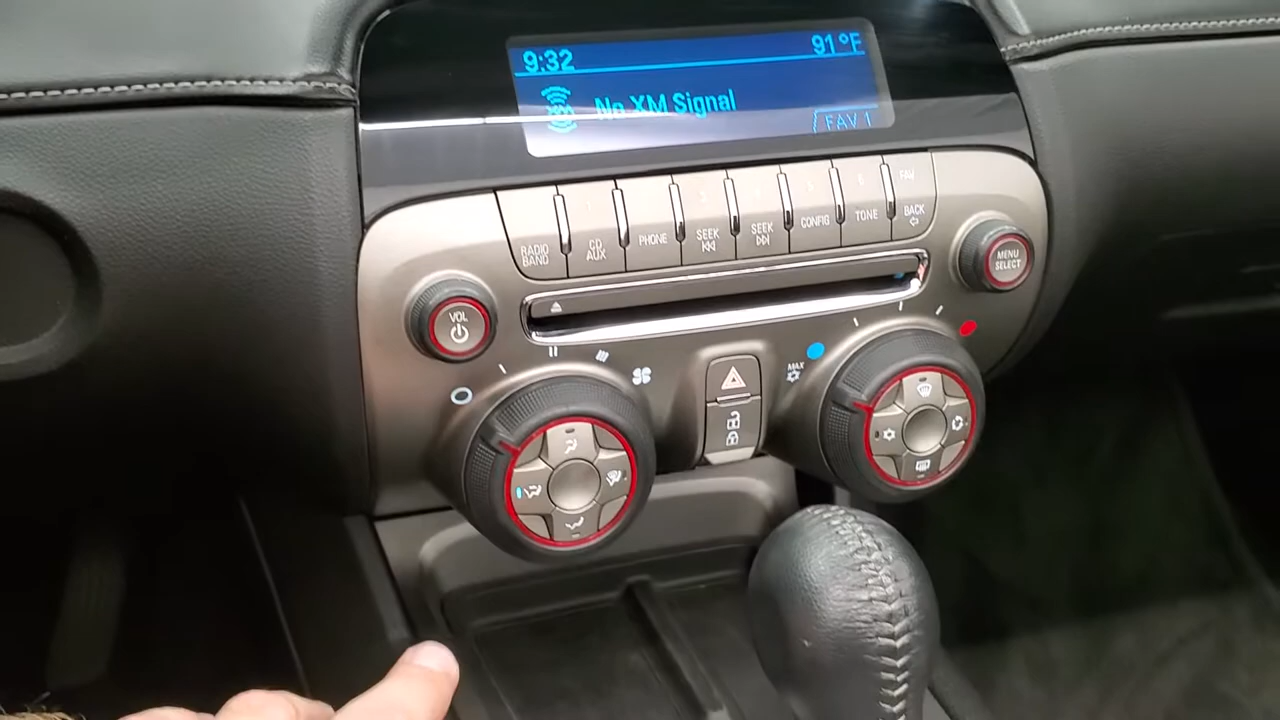 9:32
91°F
No XM Signal
FAV 1
FAV
RADIO
BAND
CD
AUX
PHONE
SEEK
SEEK
CONFIG
TONE
BACK
VOL
MENU
SELECT
MAX